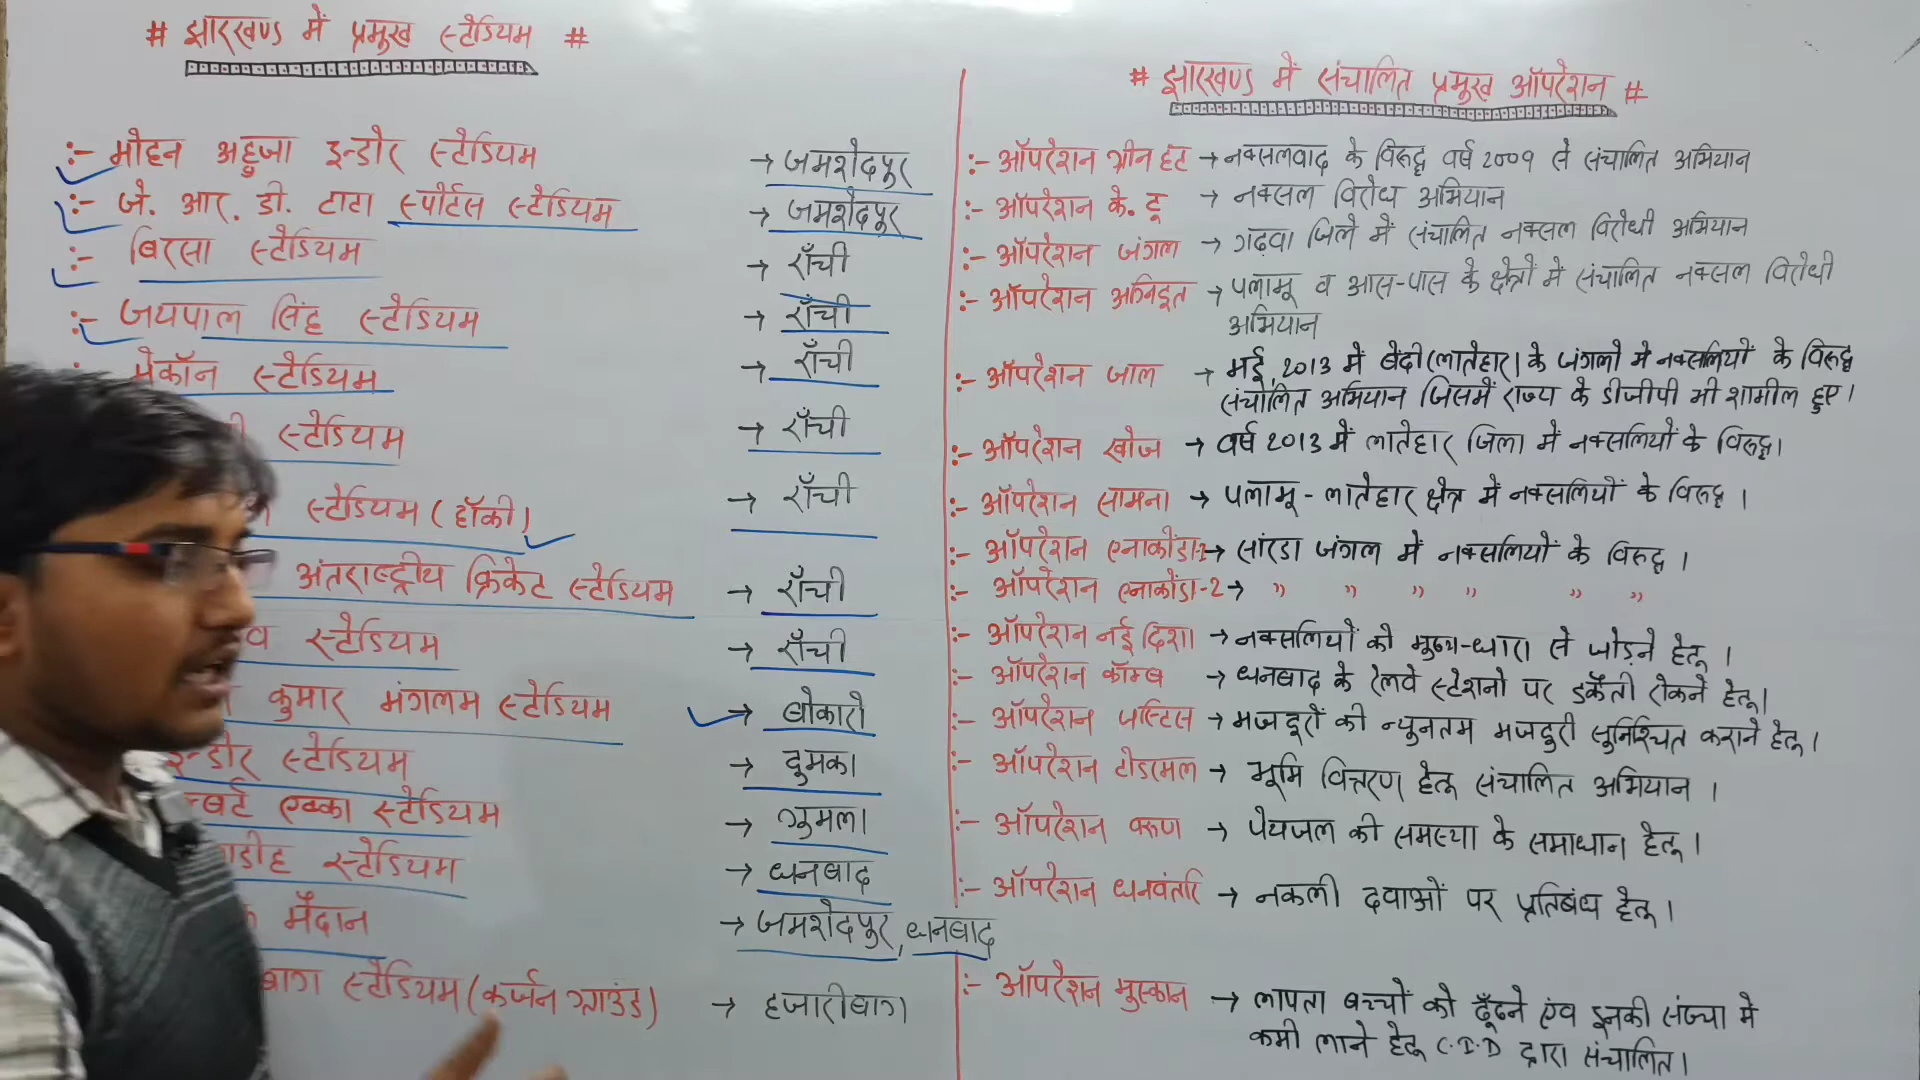 # झारखण्ड में प्रमुख स्टेडियम #
:- मोहन अहुजा इन्डोर स्टेडियम → जमशेदपुर
:- जे. आर. डी. टाटा स्पोर्टस स्टेडियम → जमशेदपुर
:- बिरसा स्टेडियम → राँची
:- जयपाल सिंह स्टेडियम → राँची
मेकॉन स्टेडियम → राँची
स्टेडियम → राँची
स्टेडियम (हॉकी) → राँची
अंतराष्ट्रीय क्रिकेट स्टेडियम → राँची
व स्टेडियम → राँची
कुमार मंगलम स्टेडियम → बोकारो
इन्डोर स्टेडियम → दुमका
बर्ट एक्का स्टेडियम → गुमला
गडीह स्टेडियम → धनबाद
मैदान → जमशेदपुर, धनबाद
बाग स्टेडियम (कर्जन ग्राउंड) → हजारीबाग
# झारखण्ड में संचालित प्रमुख ऑपरेशन #
:- ऑपरेशन ग्रीन हंट → नक्सलवाद के विरूद्ध वर्ष 2009 से संचालित अभियान
:- ऑपरेशन के. टू → नक्सल विरोध अभियान
:- ऑपरेशन जंगल → गढ़वा जिले में संचालित नक्सल विरोधी अभियान
:- ऑपरेशन अग्निदूत → पलामू व आस-पास के क्षेत्रों में संचालित नक्सल विरोधी
अभियान
:- ऑपरेशन जाल → मई, 2013 में बेंदी (लातेहार) के जंगलो में नक्सलियों के विरूद्ध
संचालित अभियान जिसमें राज्य के डीजीपी भी शामील हुए।
:- ऑपरेशन खोज → वर्ष 2013 में लातेहार जिला में नक्सलियों के विरूद्ध।
:- ऑपरेशन सामना → पलामू - लातेहार क्षेत्र में नक्सलियों के विरूद्ध।
:- ऑपरेशन एनाकोंडा-1 → सांरडा जंगल में नक्सलियों के विरूद्ध।
:- ऑपरेशन एनाकोंडा-2 → " " " " " "
:- ऑपरेशन नई दिशा → नक्सलियों को मुख्य-धारा से जोड़ने हेतू।
:- ऑपरेशन कॉम्ब → धनबाद के रेलवे स्टेशनो पर डकैती रोकने हेतू।
:- ऑपरेशन जस्टिस → मजदूरों की न्युनतम मजदुरी सुनिश्चित कराने हेतू।
:- ऑपरेशन टोडरमल → भूमि वित्तरण हेतू संचालित अभियान।
:- ऑपरेशन वरूण → पेयजल की समस्या के समाधान हेतू।
:- ऑपरेशन धनवंतरि → नकली दवाओं पर प्रतिबंध हेतू।
:- ऑपरेशन मुस्कान → लापता बच्चों को ढूँढने एंव इनकी संख्या में
कमी लाने हेतू C.I.D द्वारा संचालित।